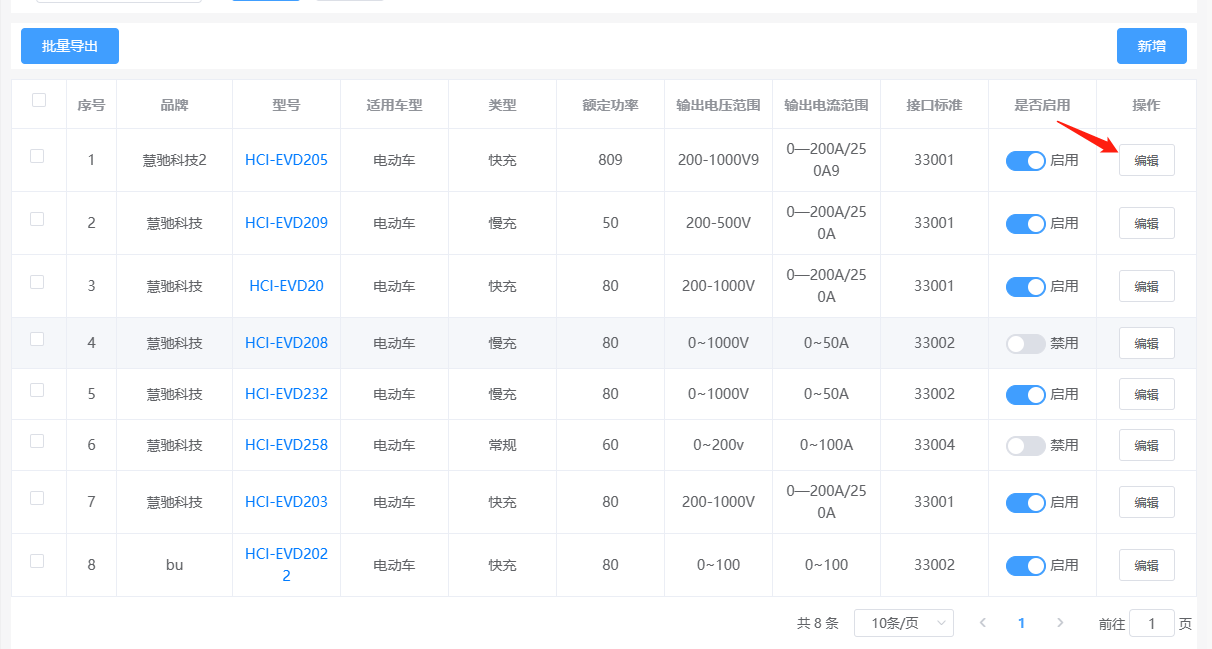 批量导出 新增
序号 品牌 型号 适用车型 类型 额定功率 输出电压范围 输出电流范围 接口标准 是否启用 操作
1 慧驰科技2 HCI-EVD205 电动车 快充 809 200-1000V9 0—200A/25
0A9 33001 启用 编辑
2 慧驰科技 HCI-EVD209 电动车 慢充 50 200-500V 0—200A/25
0A 33001 启用 编辑
3 慧驰科技 HCI-EVD20 电动车 快充 80 200-1000V 0—200A/25
0A 33001 启用 编辑
4 慧驰科技 HCI-EVD208 电动车 慢充 80 0~1000V 0~50A 33002 禁用 编辑
5 慧驰科技 HCI-EVD232 电动车 慢充 80 0~1000V 0~50A 33002 启用 编辑
6 慧驰科技 HCI-EVD258 电动车 常规 60 0~200v 0~100A 33004 禁用 编辑
7 慧驰科技 HCI-EVD203 电动车 快充 80 200-1000V 0—200A/25
0A 33001 启用 编辑
8 bu HCI-EVD202
2 电动车 快充 80 0~100 0~100 33002 启用 编辑
共 8 条 10条/页 1 前往 1 页